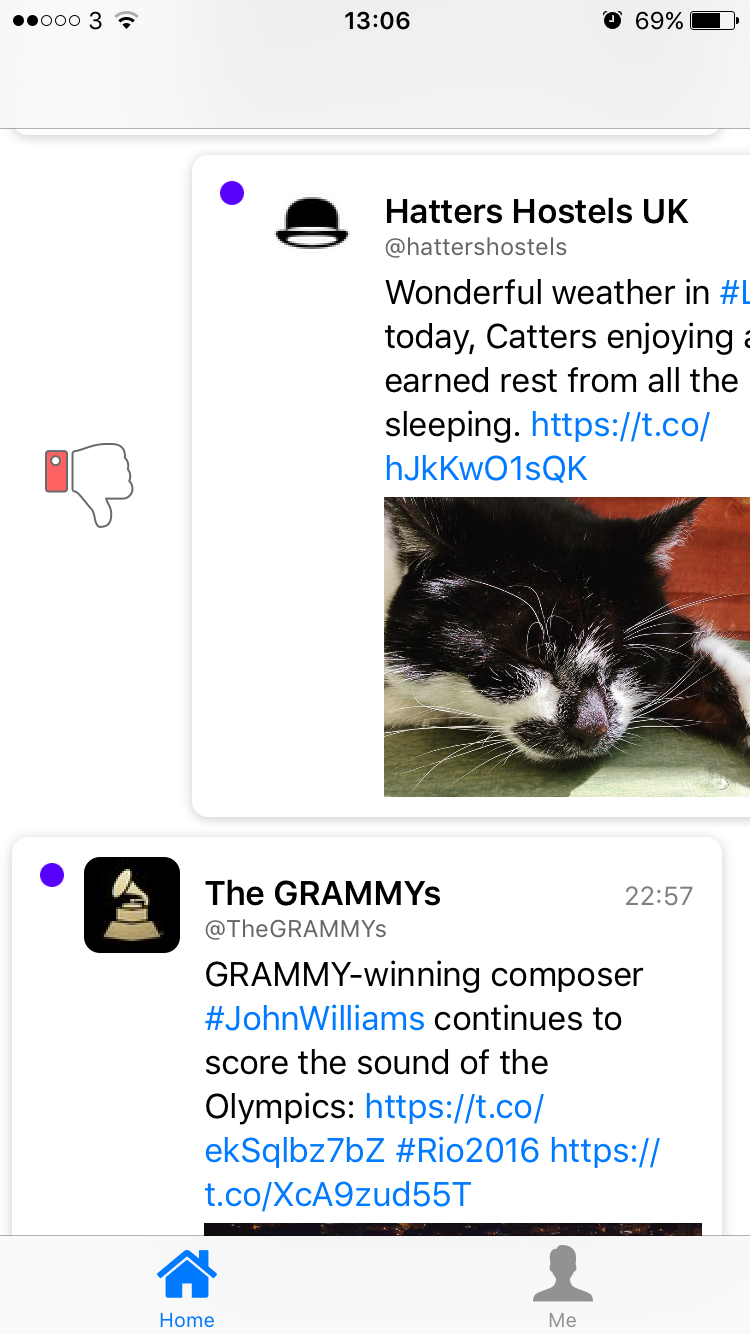 3 13:06 69%
Hatters Hostels UK
@hattershostels
Wonderful weather in #L
today, Catters enjoying a
earned rest from all the
sleeping. https://t.co/
hJkKwO1sQK
The GRAMMYs 22:57
@TheGRAMMYs
GRAMMY-winning composer
#JohnWilliams continues to
score the sound of the
Olympics: https://t.co/
ekSqlbz7bZ #Rio2016 https://
t.co/XcA9zud55T
Home Me